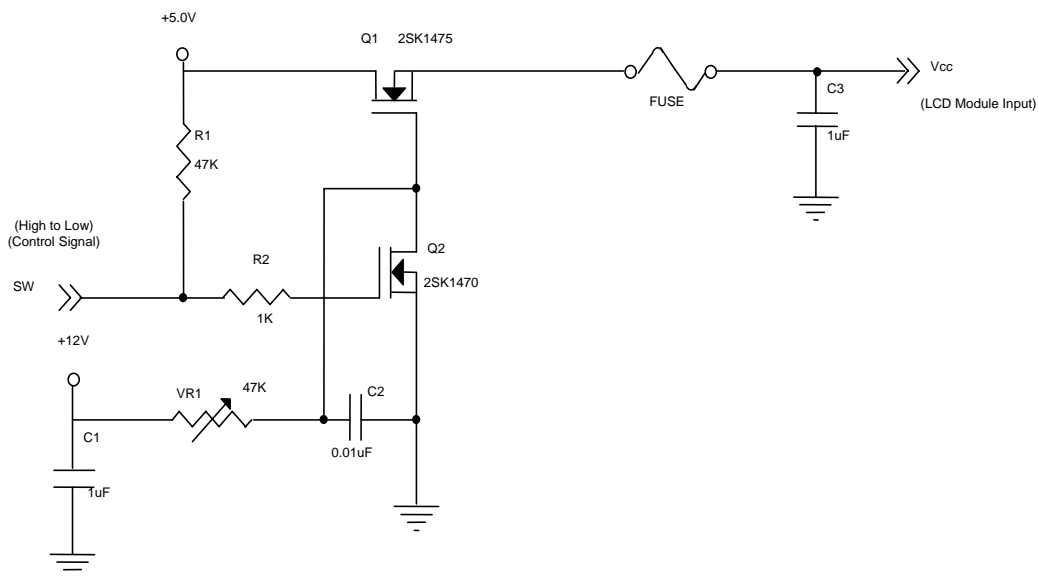 +5.0V
Q1 2SK1475
Vcc
(LCD Module Input)
FUSE
C3
1uF
R1
47K
(High to Low)
(Control Signal)
SW
R2
1K
Q2
2SK1470
+12V
VR1
47K
C2
0.01uF
C1
1uF